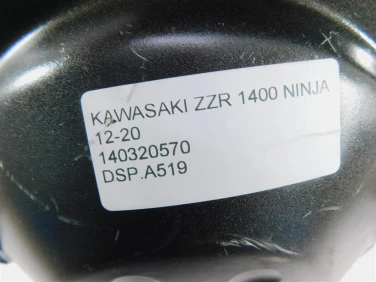 KAWASAKI ZZR 1400 NINJA
12-20
140320570
DSP.A519